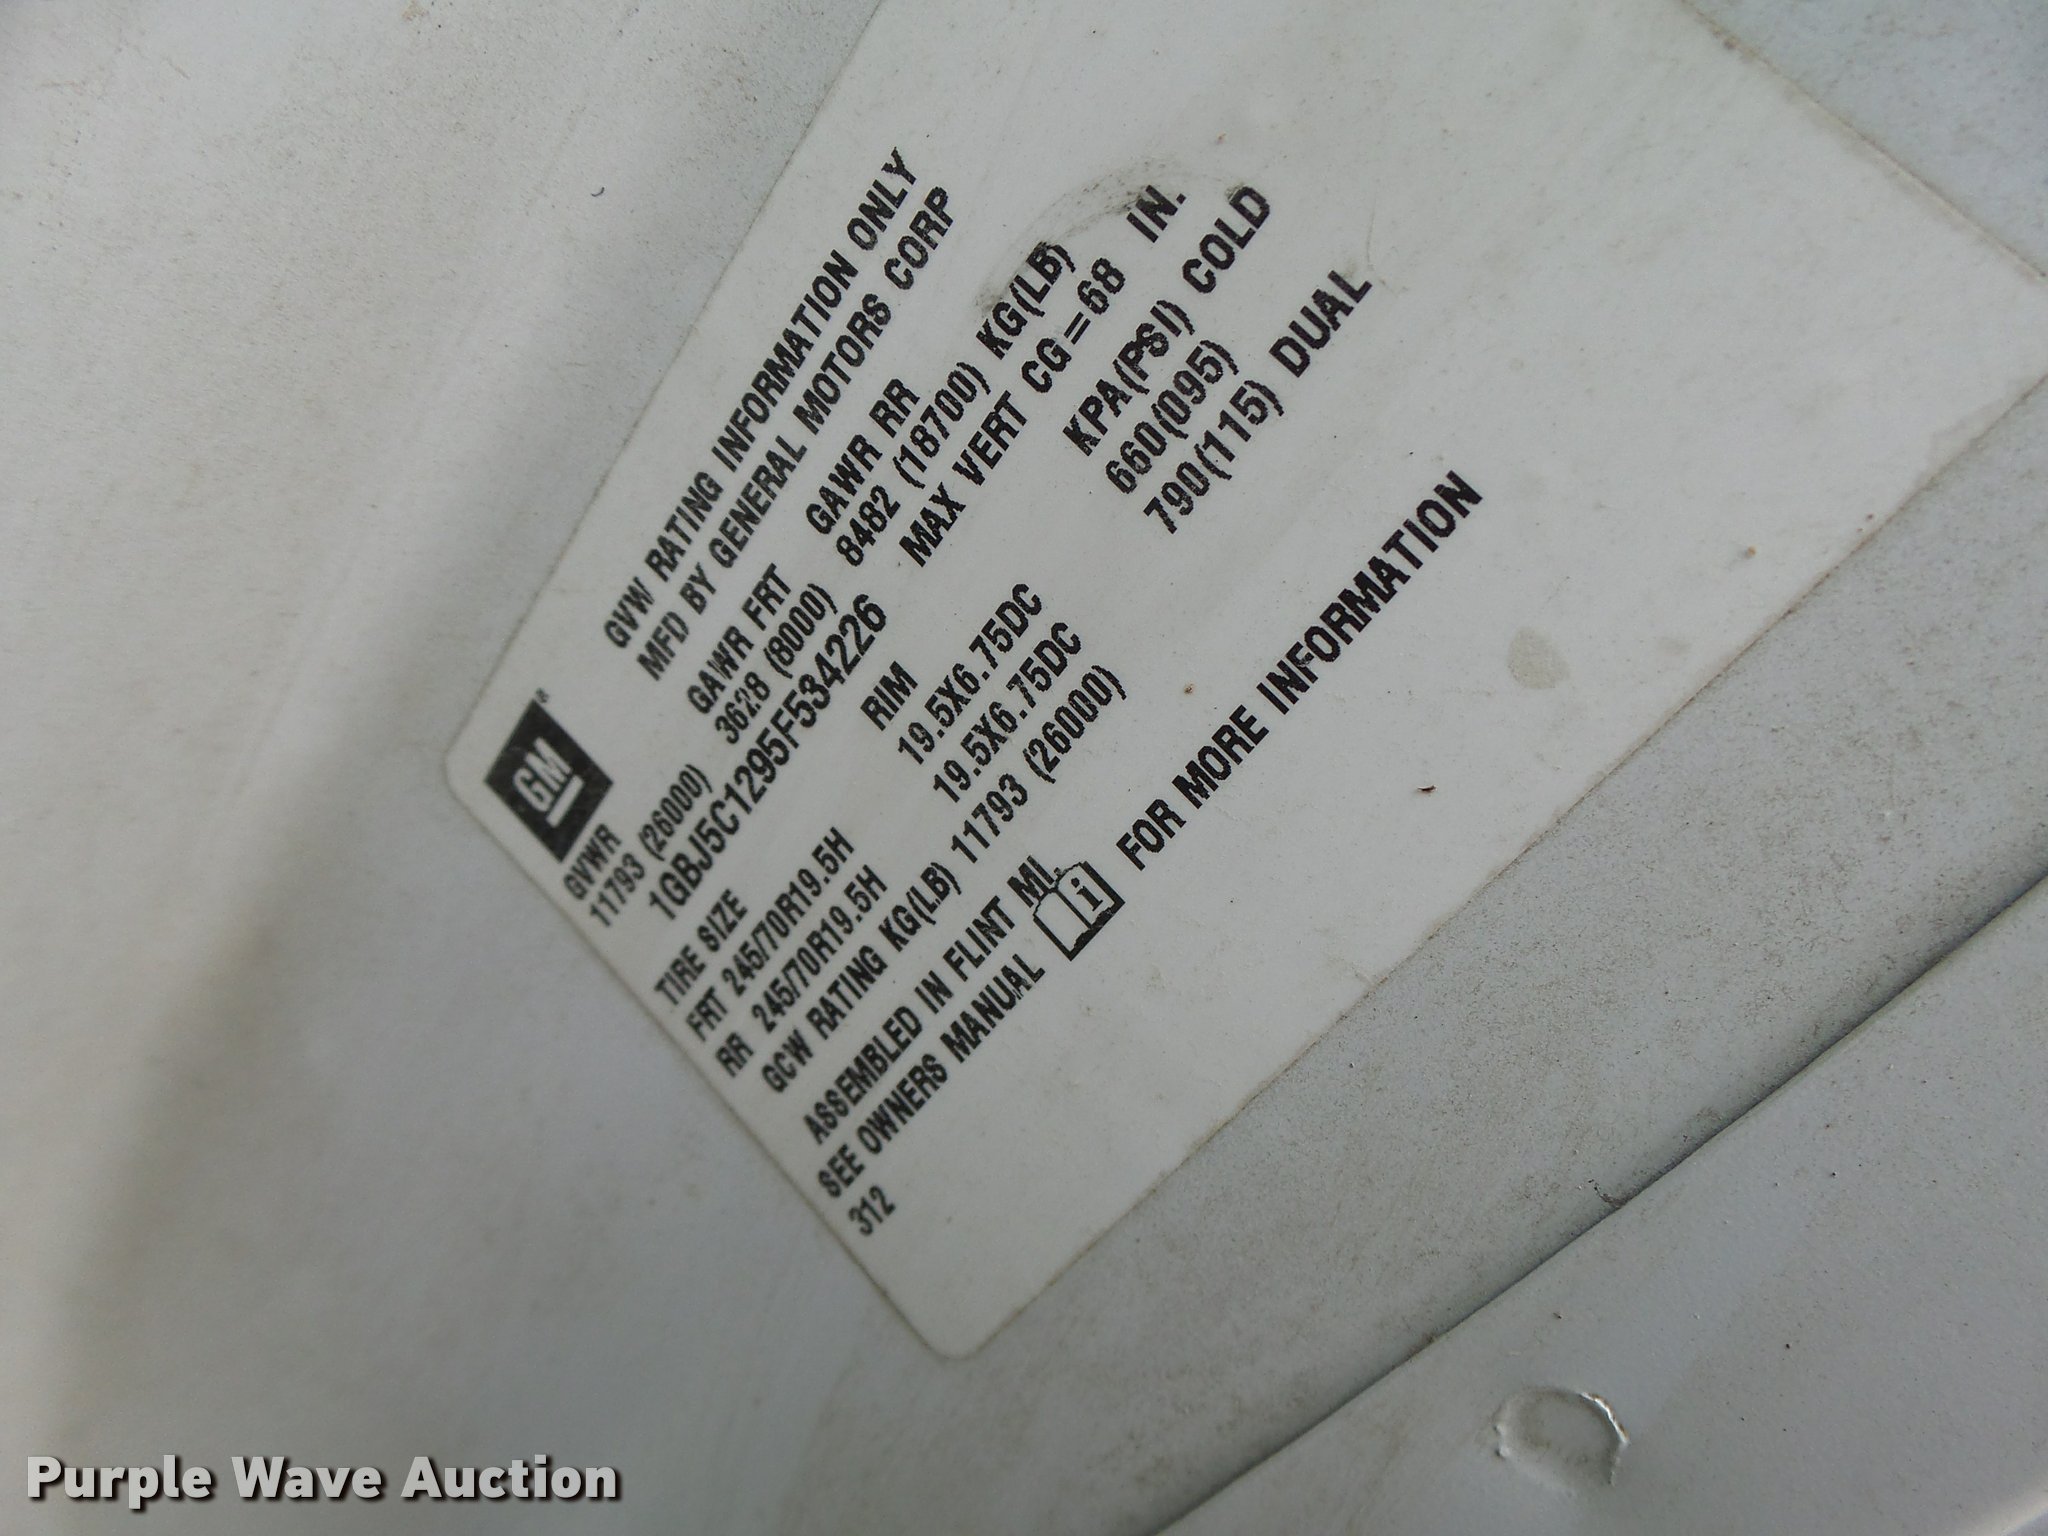 GM
GVW RATING INFORMATION ONLY
MFD BY GENERAL MOTORS CORP
GVWR GAWR FRT GAWR RR
11793 (26000) 3628 (8000) 8482 (18700) KG(LB)
1GBJ5C1295F534226 MAX VERT CG=68 IN.
TIRE SIZE RIM KPA(PSI) COLD
FRT 245/70R19.5H 19.5X6.75DC 660(095)
RR 245/70R19.5H 19.5X6.75DC 790(115) DUAL
GCW RATING KG(LB) 11793 (26000)
ASSEMBLED IN FLINT MI.
SEE OWNERS MANUAL i FOR MORE INFORMATION
312
Purple Wave Auction